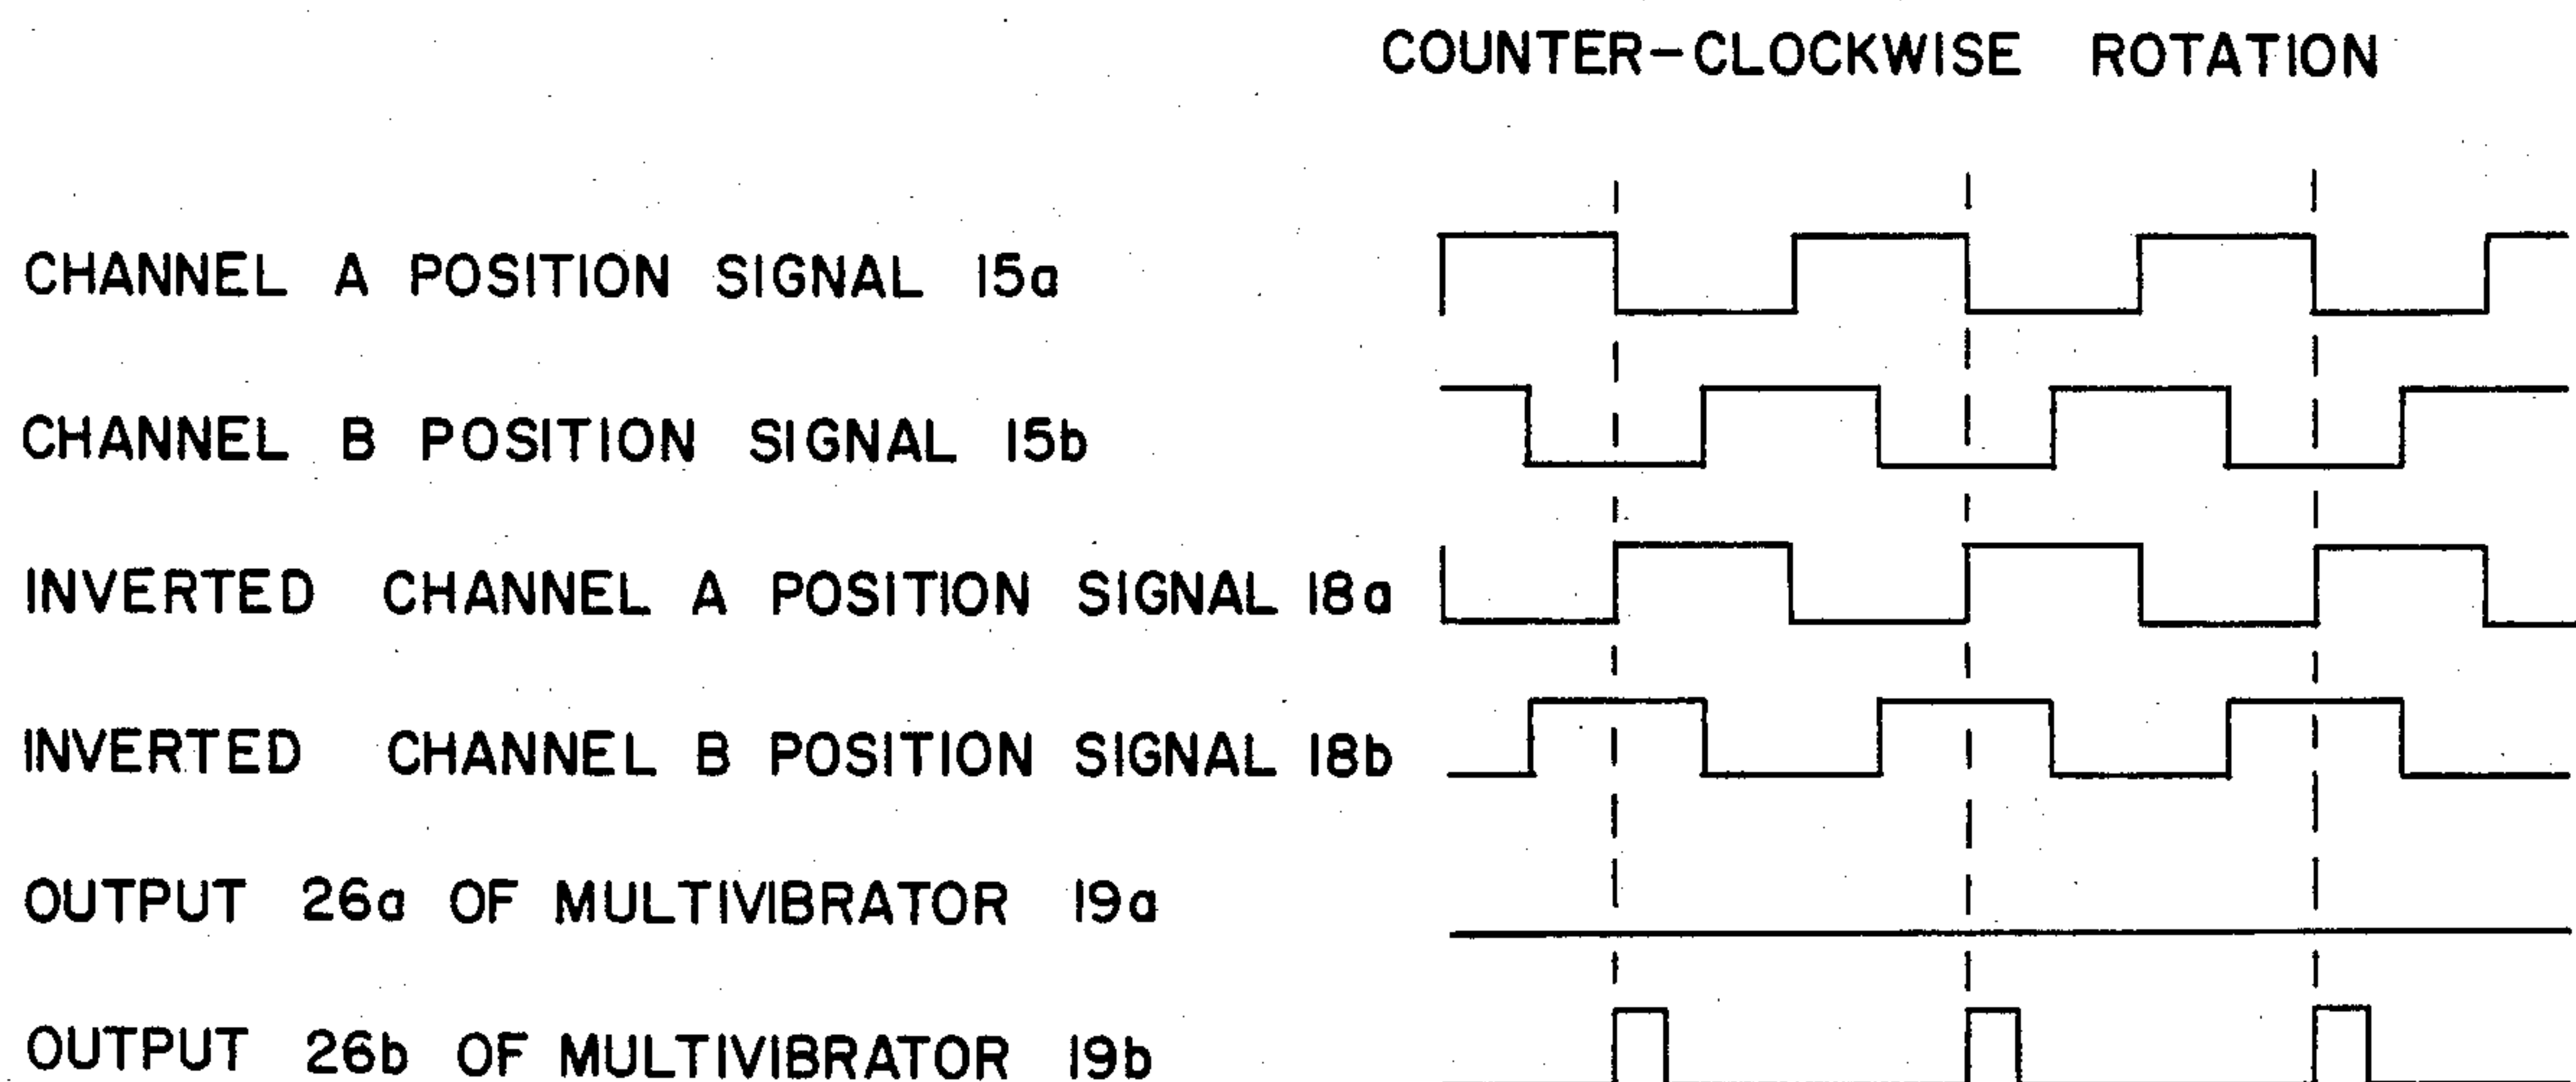 COUNTER-CLOCKWISE ROTATION
CHANNEL A POSITION SIGNAL 15a
CHANNEL B POSITION SIGNAL 15b
INVERTED CHANNEL A POSITION SIGNAL 18a
INVERTED CHANNEL B POSITION SIGNAL 18b
OUTPUT 26a OF MULTIVIBRATOR 19a
OUTPUT 26b OF MULTIVIBRATOR 19b